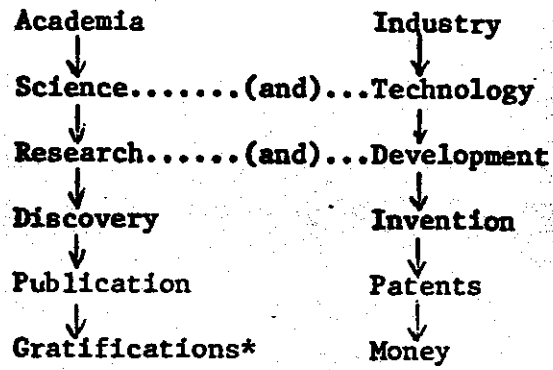 Academia Industry
Science.......(and)...Technology
Research......(and)...Development
Discovery Invention
Publication Patents
Gratifications* Money